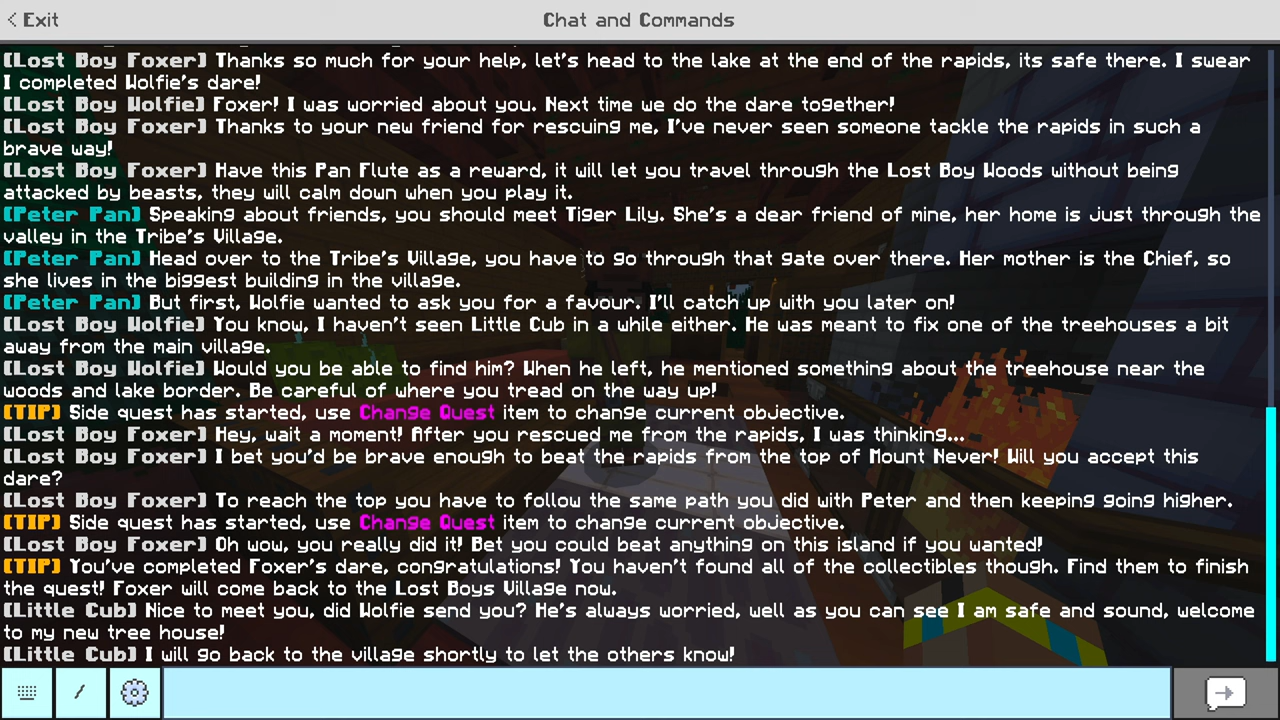 < Exit
Chat and Commands
[Lost Boy Foxer] Thanks so much for your help, let's head to the lake at the end of the rapids, its safe there. I swear
I completed Wolfie's dare!
[Lost Boy Wolfie] Foxer! I was worried about you. Next time we do the dare together!
[Lost Boy Foxer] Thanks to your new friend for rescuing me, I've never seen someone tackle the rapids in such a
brave way!
[Lost Boy Foxer] Have this Pan Flute as a reward, it will let you travel through the Lost Boy Woods without being
attacked by beasts, they will calm down when you play it.
[Peter Pan] Speaking about friends, you should meet Tiger Lily. She's a dear friend of mine, her home is just through the
valley in the Tribe's Village.
[Peter Pan] Head over to the Tribe's Village, you have to go through that gate over there. Her mother is the Chief, so
she lives in the biggest building in the village.
[Peter Pan] But first, Wolfie wanted to ask you for a favour. I'll catch up with you later on!
[Lost Boy Wolfie] You know, I haven't seen Little Cub in a while either. He was meant to fix one of the treehouses a bit
away from the main village.
[Lost Boy Wolfie] Would you be able to find him? When he left, he mentioned something about the treehouse near the
woods and lake border. Be careful of where you tread on the way up!
[TIP] Side quest has started, use Change Quest item to change current objective.
[Lost Boy Foxer] Hey, wait a moment! After you rescued me from the rapids, I was thinking...
[Lost Boy Foxer] I bet you'd be brave enough to beat the rapids from the top of Mount Never! Will you accept this
dare?
[Lost Boy Foxer] To reach the top you have to follow the same path you did with Peter and then keeping going higher.
[TIP] Side quest has started, use Change Quest item to change current objective.
[Lost Boy Foxer] Oh wow, you really did it! Bet you could beat anything on this island if you wanted!
[TIP] You've completed Foxer's dare, congratulations! You haven't found all of the collectibles though. Find them to finish
the quest! Foxer will come back to the Lost Boys Village now.
[Little Cub] Nice to meet you, did Wolfie send you? He's always worried, well as you can see I am safe and sound, welcome
to my new tree house!
[Little Cub] I will go back to the village shortly to let the others know!
/